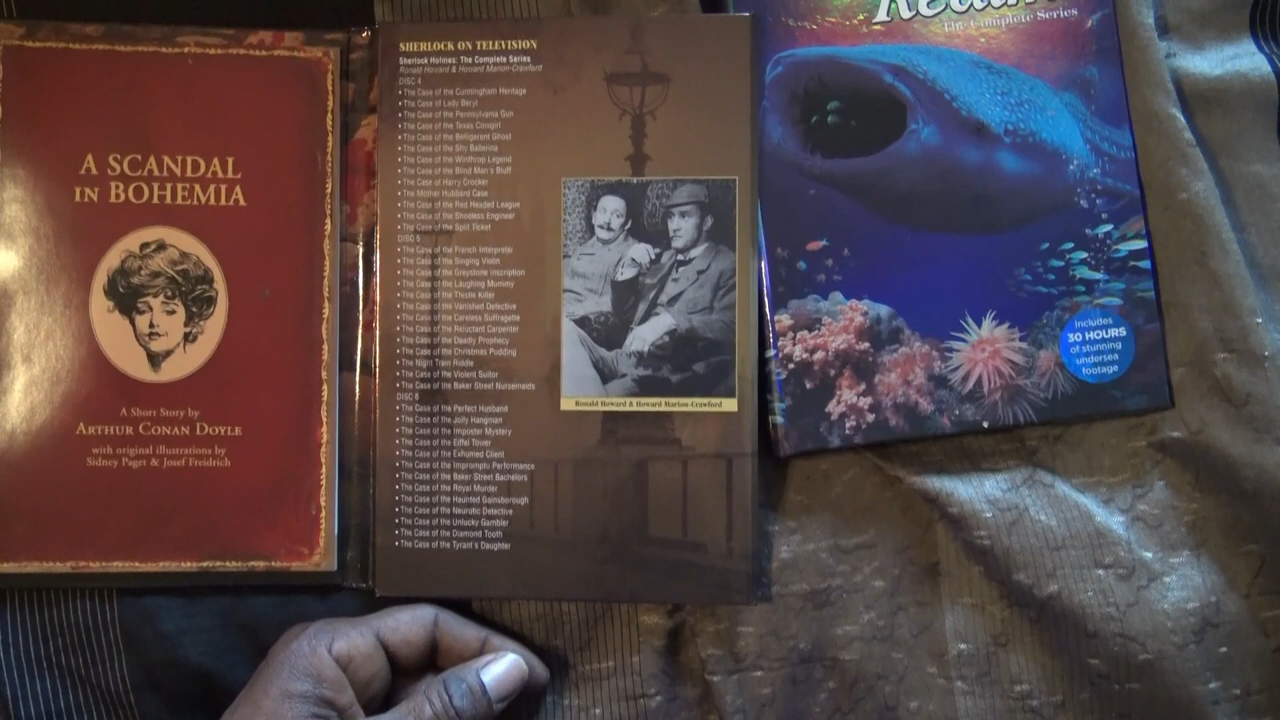 A SCANDAL
IN BOHEMIA
A Short Story by
ARTHUR CONAN DOYLE
with original illustrations by
Sidney Paget & Josef Freidrich
SHERLOCK ON TELEVISION
Sherlock Holmes: The Complete Series
Ronald Howard & Howard Marion-Crawford
DISC 4
• The Case of the Cunningham Heritage
• The Case of Lady Beryl
• The Case of the Pennsylvania Gun
• The Case of the Texas Cowgirl
• The Case of the Belligerent Ghost
• The Case of the Shy Ballerina
• The Case of the Winthrop Legend
• The Case of the Blind Man's Bluff
• The Case of Harry Crocker
• The Mother Hubbard Case
• The Case of the Red Headed League
• The Case of the Shoeless Engineer
• The Case of the Split Ticket
DISC 5
• The Case of the French Interpreter
• The Case of the Singing Violin
• The Case of the Greystone Inscription
• The Case of the Laughing Mummy
• The Case of the Thistle Killer
• The Case of the Vanished Detective
• The Case of the Careless Suffragette
• The Case of the Reluctant Carpenter
• The Case of the Deadly Prophecy
• The Case of the Christmas Pudding
• The Night Train Riddle
• The Case of the Violent Suitor
• The Case of the Baker Street Nursemaids
DISC 6
• The Case of the Perfect Husband
• The Case of the Jolly Hangman
• The Case of the Imposter Mystery
• The Case of the Eiffel Tower
• The Case of the Exhumed Client
• The Case of the Impromptu Performance
• The Case of the Baker Street Bachelors
• The Case of the Royal Murder
• The Case of the Haunted Gainsborough
• The Case of the Neurotic Detective
• The Case of the Unlucky Gambler
• The Case of the Diamond Tooth
• The Case of the Tyrant's Daughter
Ronald Howard & Howard Marion-Crawford
The Complete Series
Includes
30 HOURS
of stunning
undersea
footage